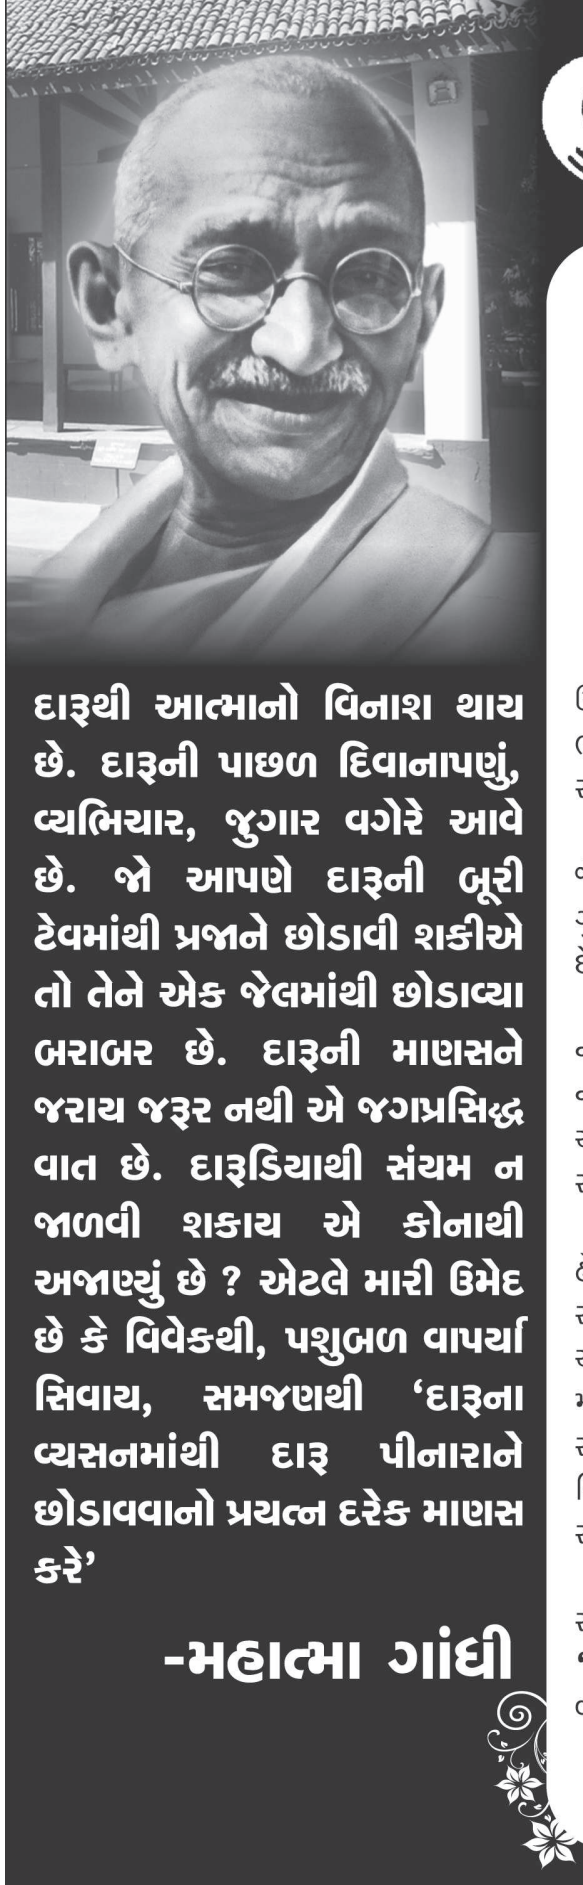 દારૂથી આત્માનો વિનાશ થાય
છે. દારૂની પાછળ દિવાનાપણું,
વ્યભિચાર, જુગાર વગેરે આવે
છે. જો આપણે દારૂની બૂરી
ટેવમાંથી પ્રજાને છોડાવી શકીએ
તો તેને એક જેલમાંથી છોડાવ્યા
બરાબર છે. દારૂની માણસને
જરાય જરૂર નથી એ જગપ્રસિદ્ધ
વાત છે. દારૂડિયાથી સંયમ ન
જાળવી શકાય એ કોનાથી
અજાણ્યું છે ? એટલે મારી ઉમેદ
છે કે વિવેકથી, પશુબળ વાપર્યા
સિવાય, સમજણથી ‘દારૂના
વ્યસનમાંથી દારૂ પીનારાને
છોડાવવાનો પ્રયત્ન દરેક માણસ
કરે’
-મહાત્મા ગાંધી